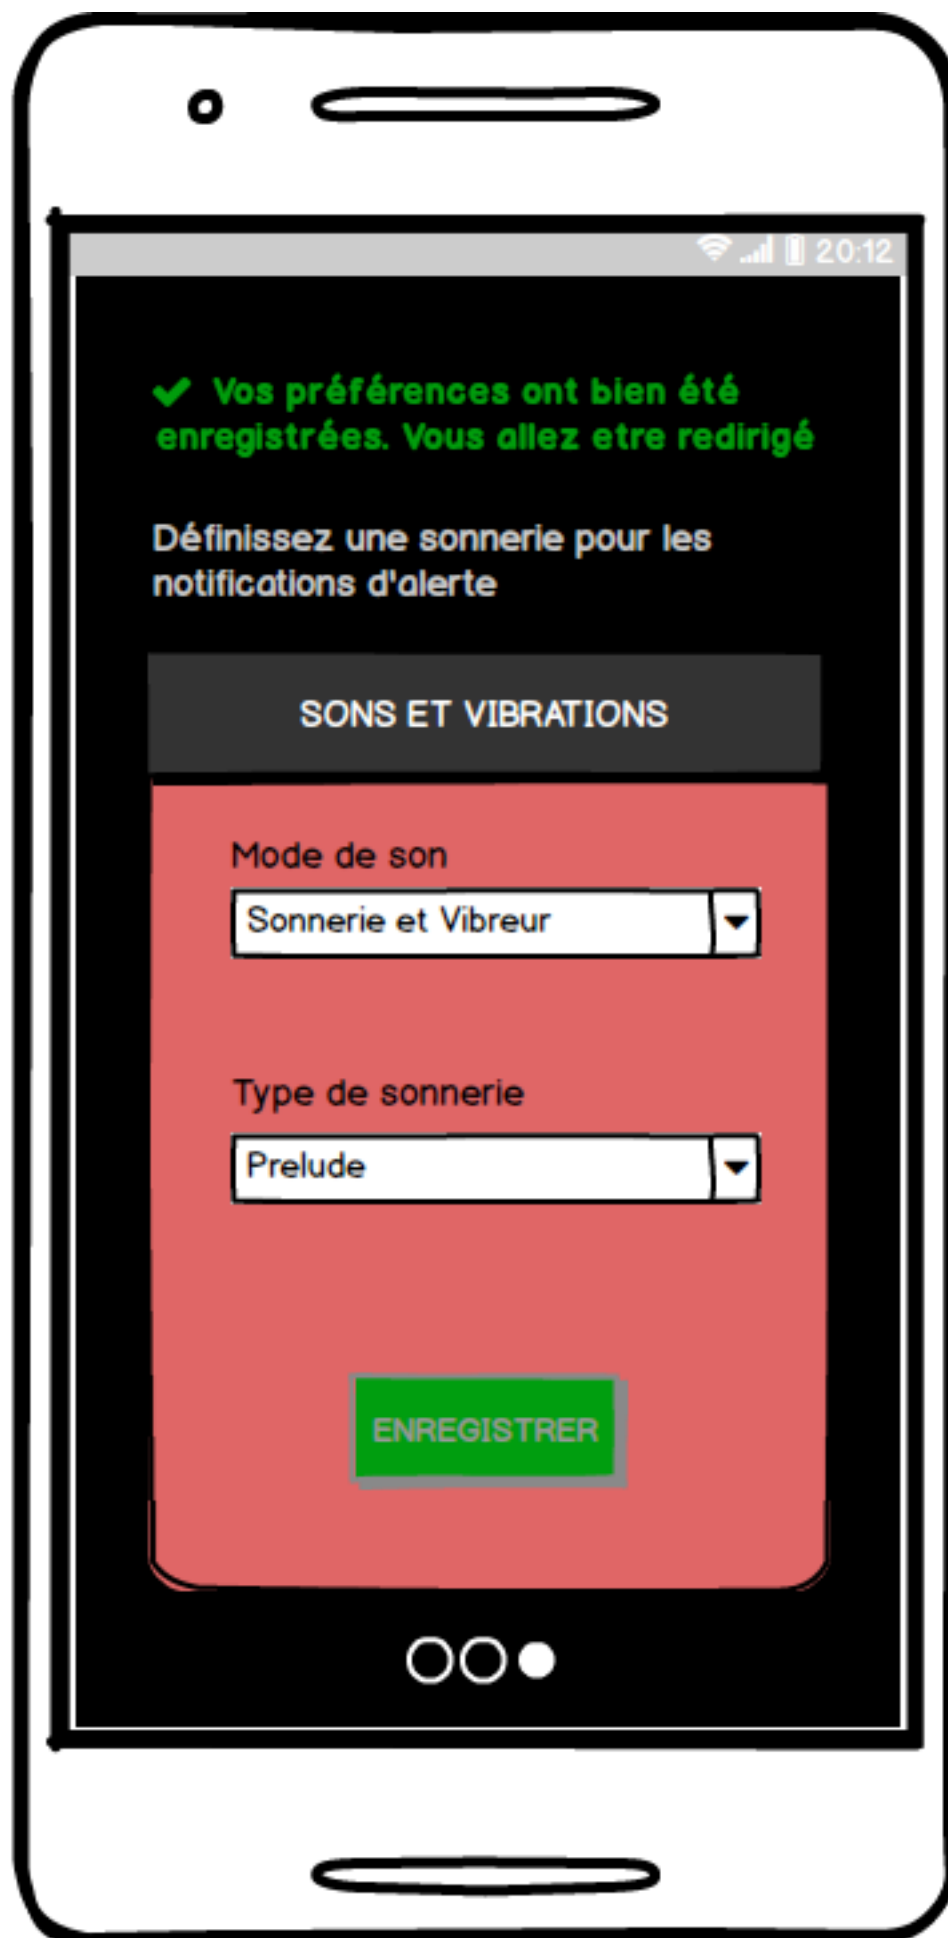 20:12
Vos préférences ont bien été
enregistrées. Vous allez etre redirigé
Définissez une sonnerie pour les
notifications d'alerte
SONS ET VIBRATIONS
Mode de son
Sonnerie et Vibreur
Type de sonnerie
Prelude
ENREGISTRER